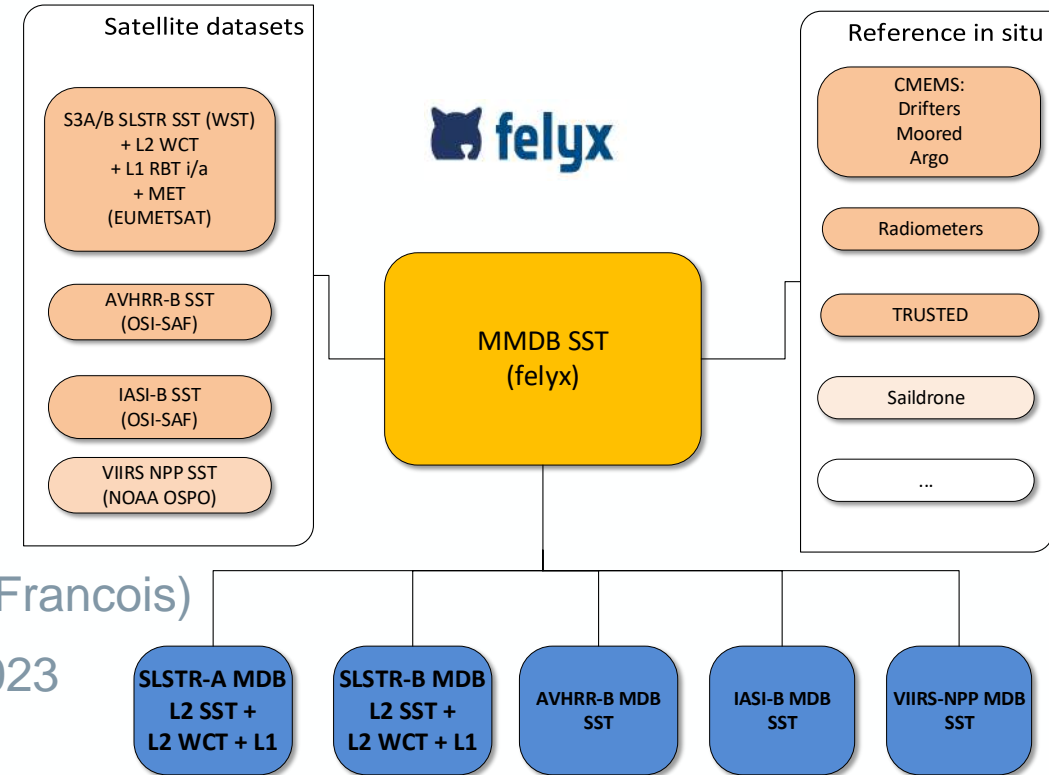 Satellite datasets
S3A/B SLSTR SST (WST)
+ L2 WCT
+ L1 RBT i/a
+ MET
(EUMETSAT)
AVHRR-B SST
(OSI-SAF)
IASI-B SST
(OSI-SAF)
VIIRS NPP SST
(NOAA OSPO)
felyx
MMDB SST
(felyx)
Reference in situ
CMEMS:
Drifters
Moored
Argo
Radiometers
TRUSTED
Saildrone
...
Francois)
023
SLSTR-A MDB
L2 SST +
L2 WCT + L1
SLSTR-B MDB
L2 SST +
L2 WCT + L1
AVHRR-B MDB
SST
IASI-B MDB
SST
VIIRS-NPP MDB
SST